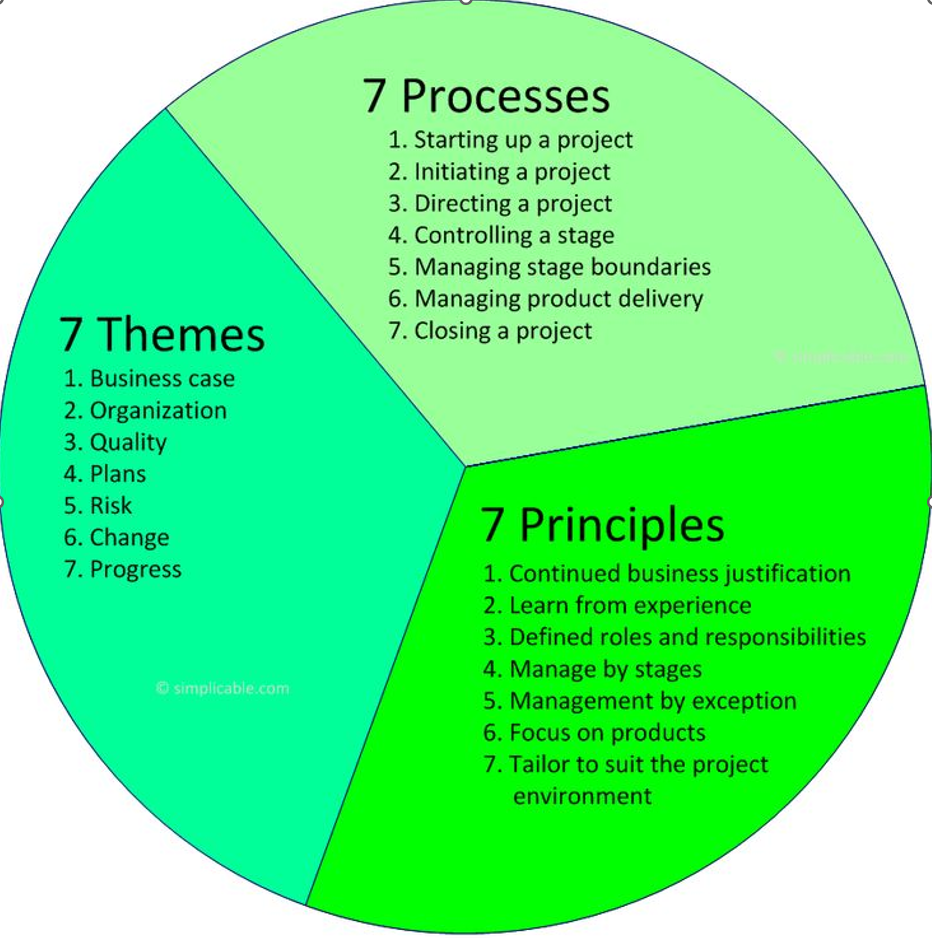 7 Processes
1. Starting up a project
2. Initiating a project
3. Directing a project
4. Controlling a stage
5. Managing stage boundaries
6. Managing product delivery
7. Closing a project
© simplicable.com
7 Themes
1. Business case
2. Organization
3. Quality
4. Plans
5. Risk
6. Change
7. Progress
© simplicable.com
7 Principles
1. Continued business justification
2. Learn from experience
3. Defined roles and responsibilities
4. Manage by stages
5. Management by exception
6. Focus on products
7. Tailor to suit the project
environment